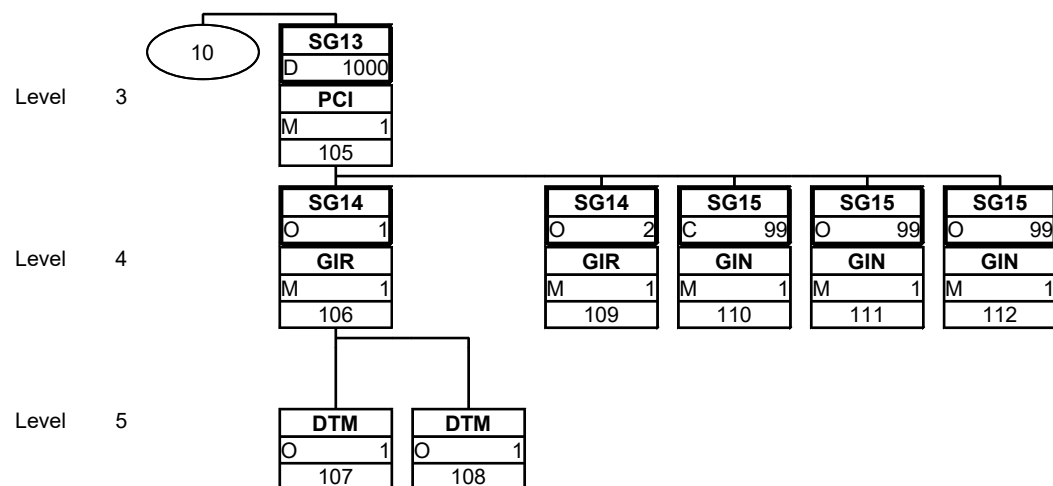 10
SG13
D 1000
Level 3
PCI
M 1
105
SG14 SG14 SG15 SG15 SG15
O 1 O 2 C 99 O 99 O 99
Level 4
GIR GIR GIN GIN GIN
M 1 M 1 M 1 M 1 M 1
106 109 110 111 112
Level 5
DTM DTM
O 1 O 1
107 108